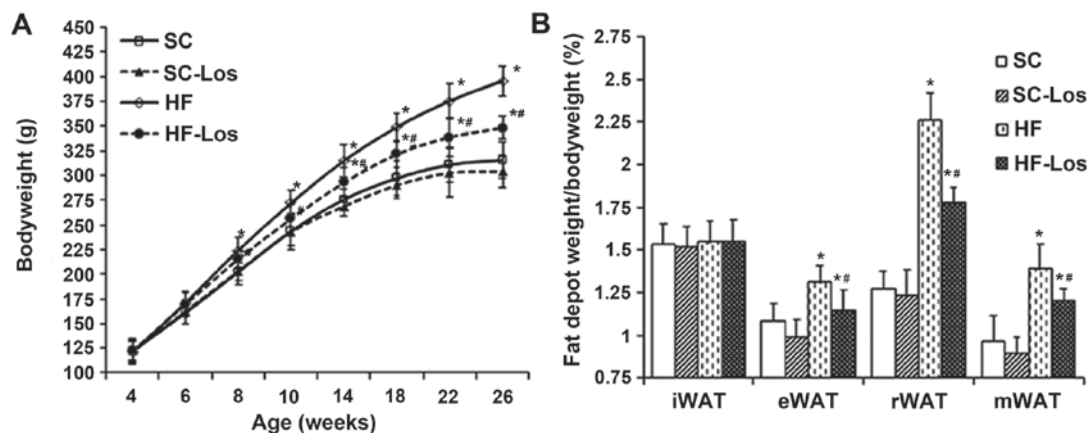 A
SC
SC-Los
HF
HF-Los
Bodyweight (g)
450
425
400
375
350
325
300
275
250
225
200
175
150
125
100
* * * * * * *
*# *# *# *#
#
4 6 8 10 14 18 22 26
Age (weeks)
B
SC
SC-Los
HF
HF-Los
Fat depot weight/bodyweight (%)
2.75
2.5
2.25
2
1.75
1.5
1.25
1
0.75
* *# * *# * *#
iWAT eWAT rWAT mWAT